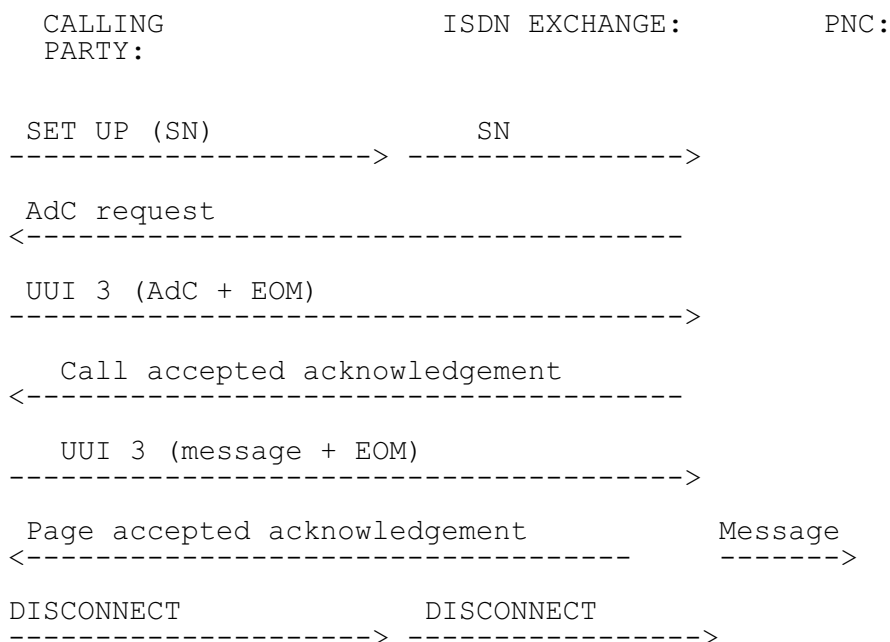 CALLING ISDN EXCHANGE: PNC:
PARTY:
SET UP (SN) SN
---------------------> ---------------->
AdC request
<--------------------------------------
UUI 3 (AdC + EOM)
--------------------------------------->
Call accepted acknowledgement
<--------------------------------------
UUI 3 (message + EOM)
--------------------------------------->
Page accepted acknowledgement Message
<----------------------------------- ------->
DISCONNECT DISCONNECT
---------------------> ----------------->